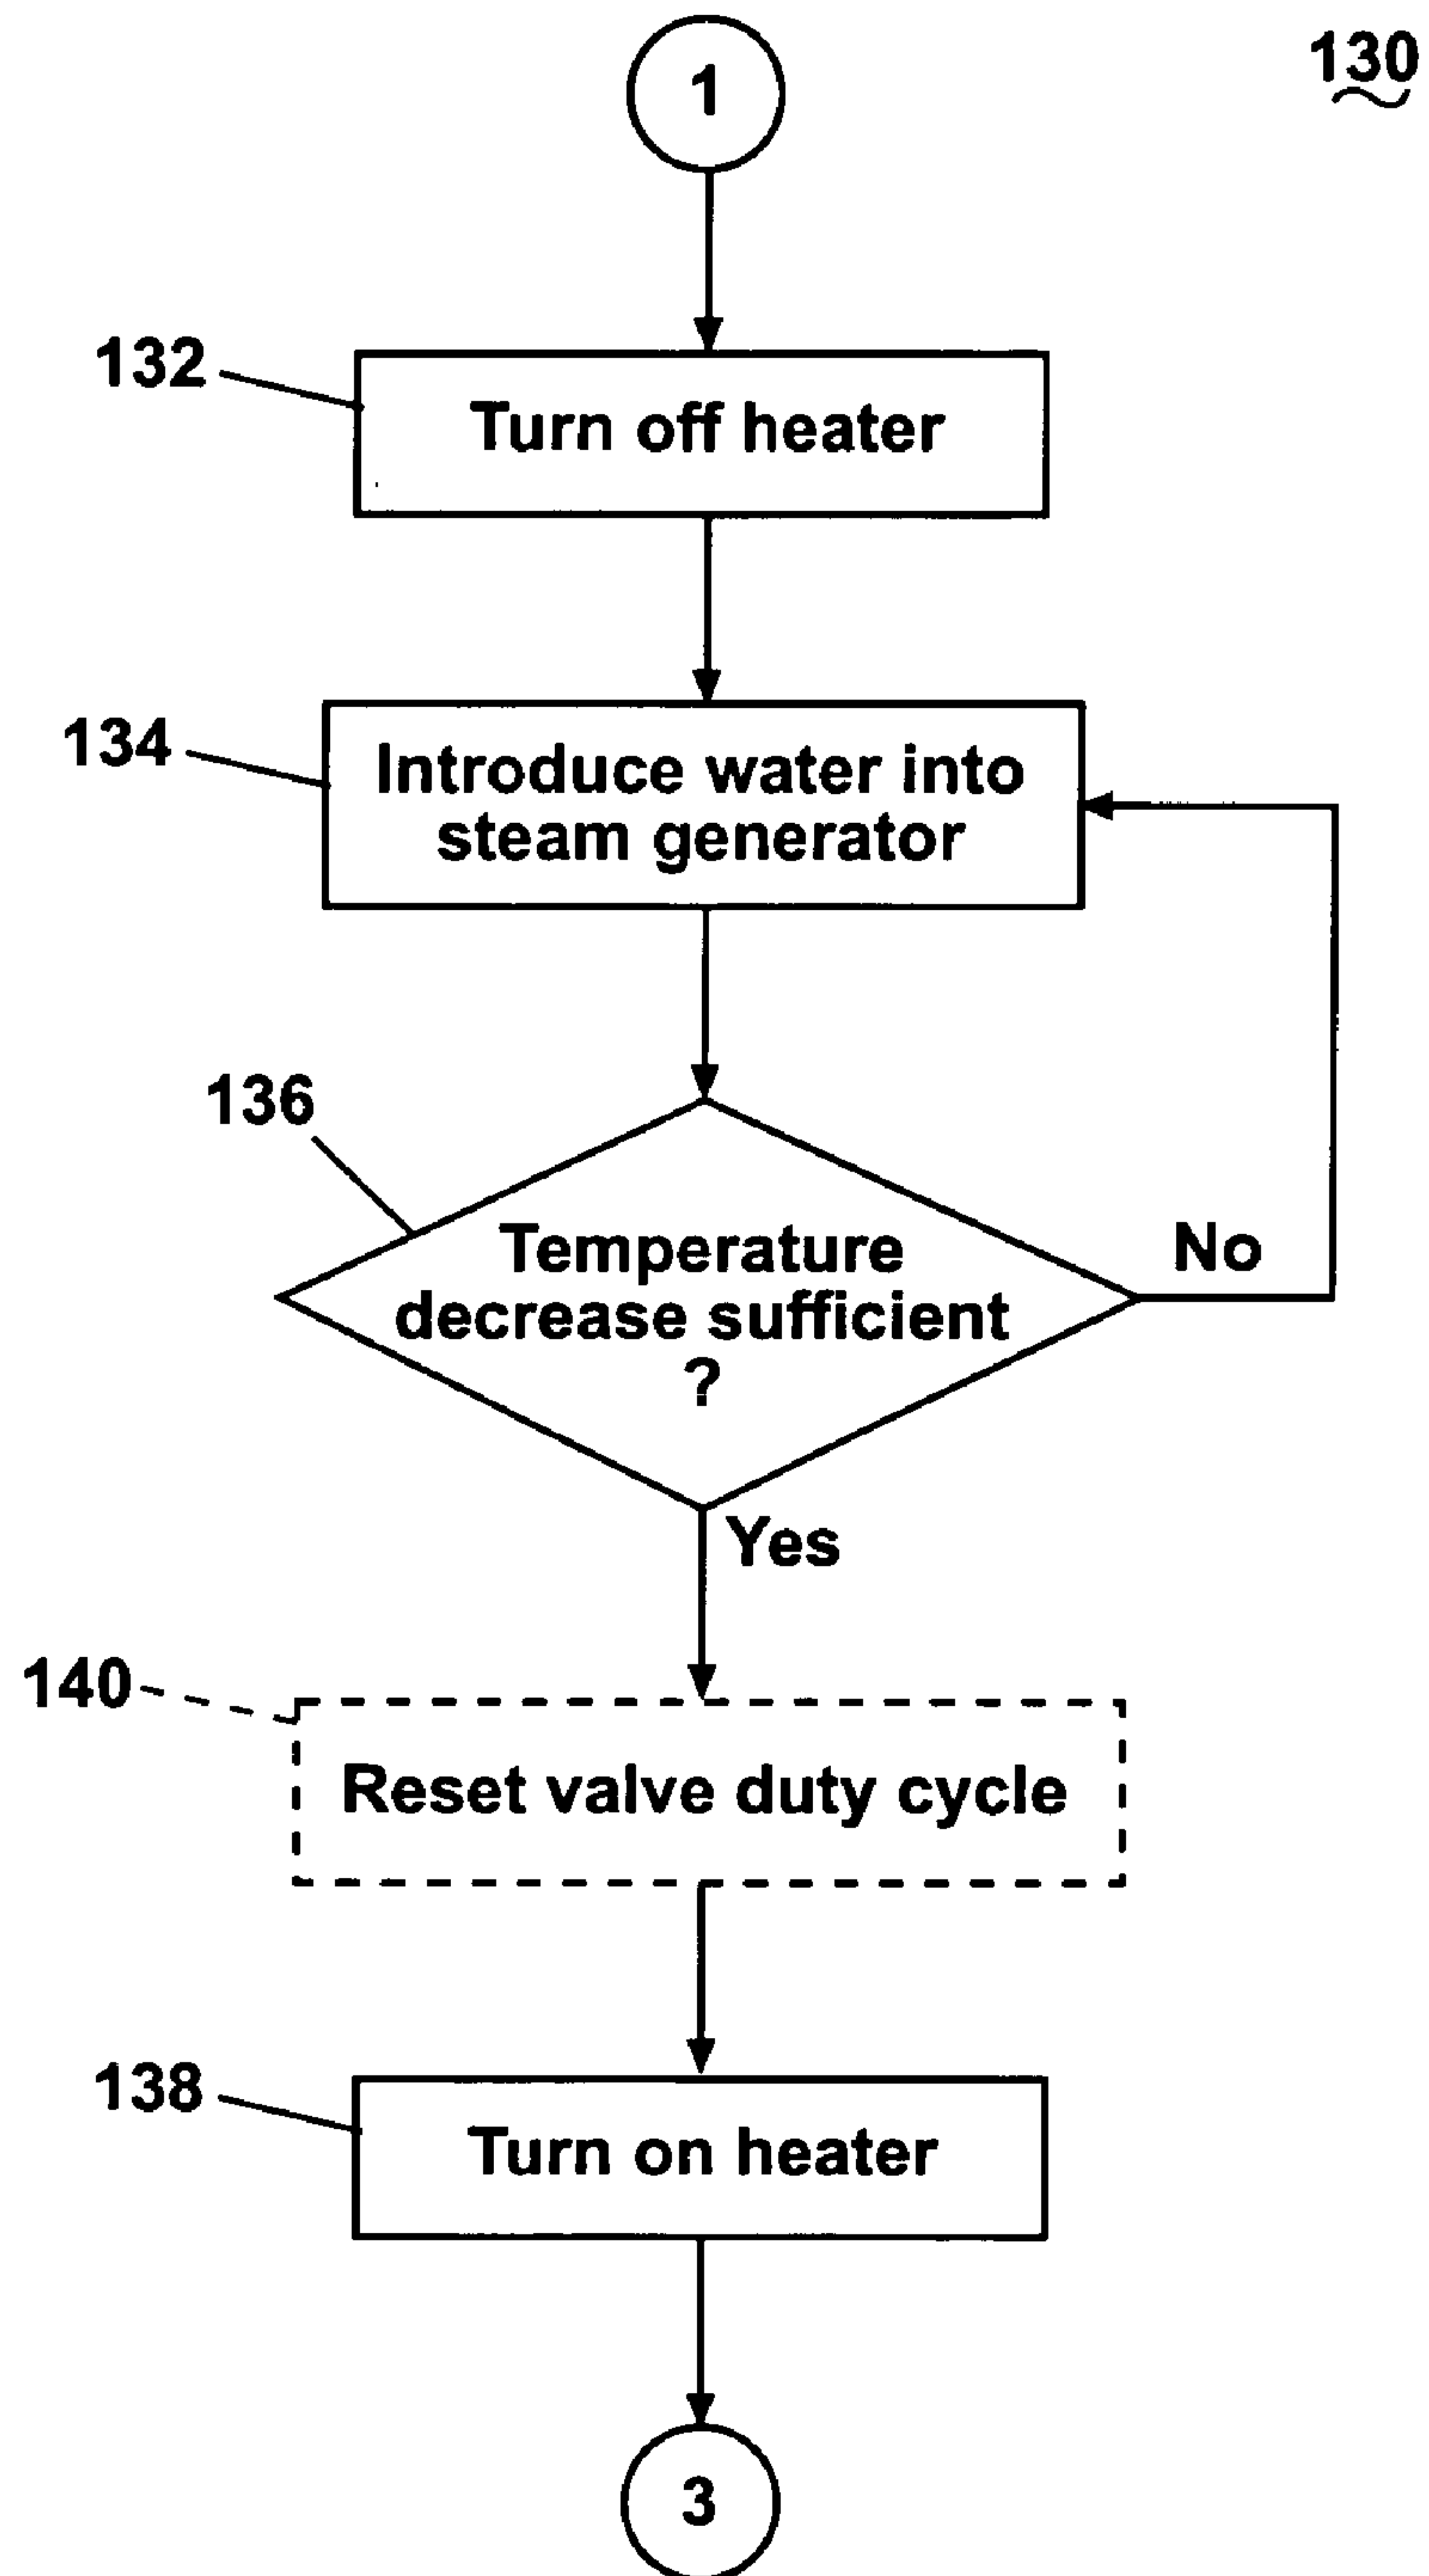 1
130
132
Turn off heater
134
Introduce water into
steam generator
136
Temperature
decrease sufficient
?
No
Yes
140
Reset valve duty cycle
138
Turn on heater
3